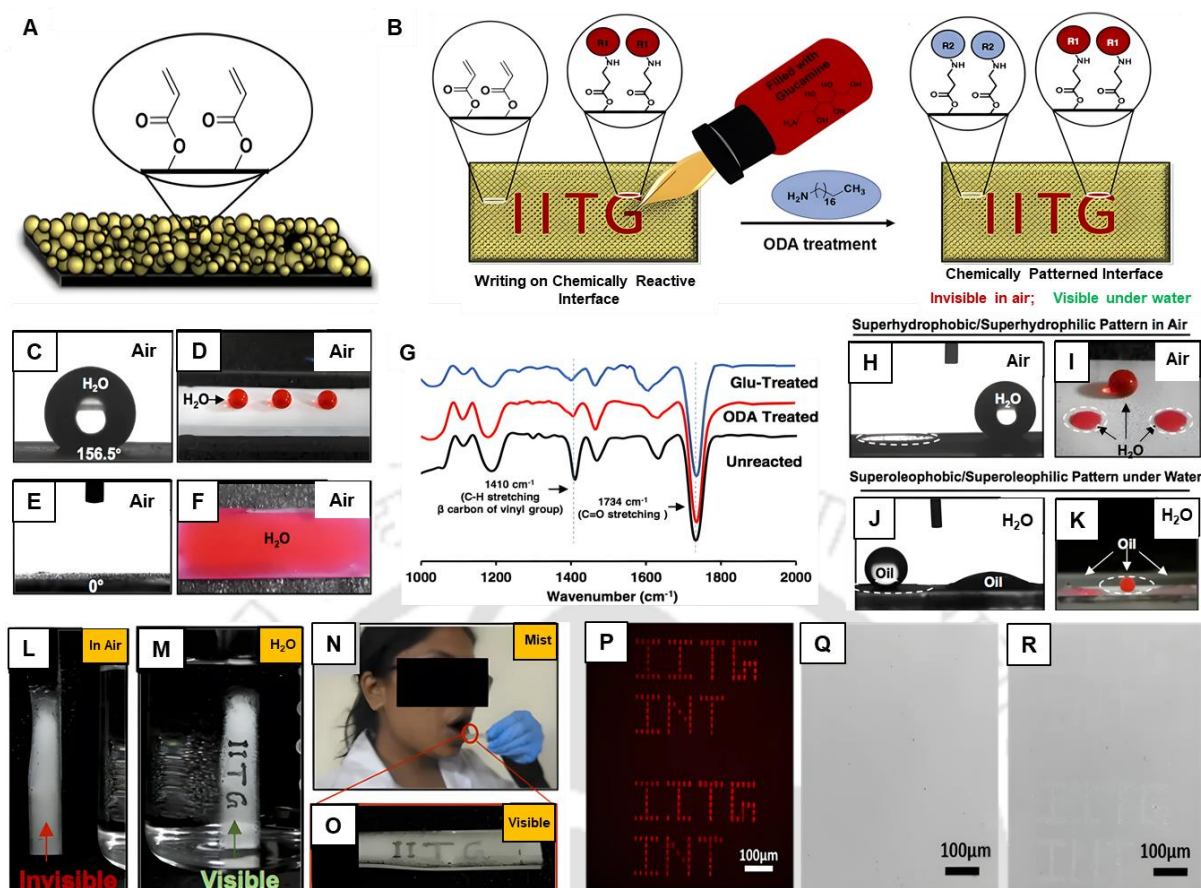 A
O
O
O
O
B
R1 R1
NH NH
O O
O O
Filled with
Glucamine
IITG
Writing on Chemically Reactive
Interface
H₂N ( )16 CH₃
ODA treatment
R2 R2 R1 R1
NH NH
O O
O O
IITG
Chemically Patterned Interface
Invisible in air; Visible under water
C Air
H₂O
156.5°
D Air
H₂O
E Air
0°
F Air
H₂O
G
Glu-Treated
ODA Treated
Unreacted
1410 cm⁻¹
(C-H stretching
β carbon of vinyl group)
1734 cm⁻¹
(C=O stretching )
1000 1200 1400 1600 1800 2000
Wavenumber (cm⁻¹)
Superhydrophobic/Superhydrophilic Pattern in Air
H Air
H₂O
I Air
H₂O
Superoleophobic/Superoleophilic Pattern under Water
J H₂O
Oil Oil
K H₂O
Oil
L In Air
Invisible
M H₂O
IITG
Visible
N Mist
O Visible
IITG
P
IITG
INT
IITG
INT
100μm
Q
100μm
R
100μm